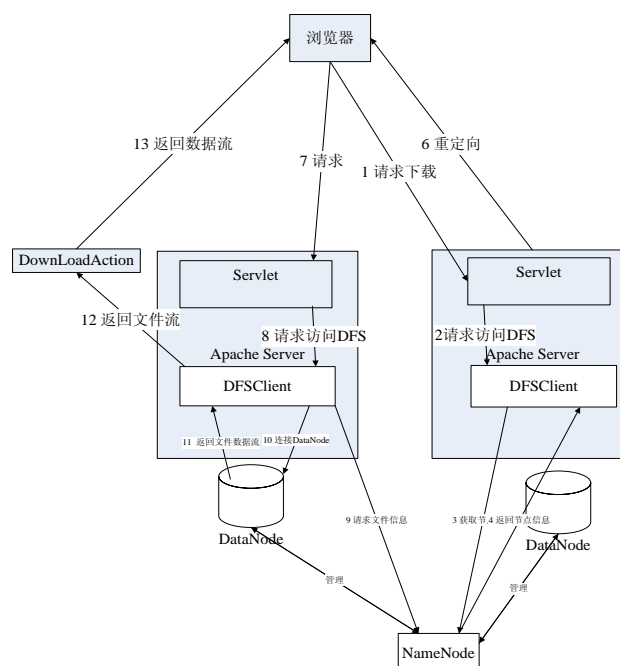 浏览器
13 返回数据流
6 重定向
7 请求
1 请求下载
DownLoadAction
Servlet
Servlet
12 返回文件流
8 请求访问DFS
2请求访问DFS
Apache Server
Apache Server
DFSClient
DFSClient
11 返回文件数据流
10 连接DataNode
9 请求文件信息
3 获取节
4 返回节点信息
DataNode
DataNode
管理
管理
NameNode